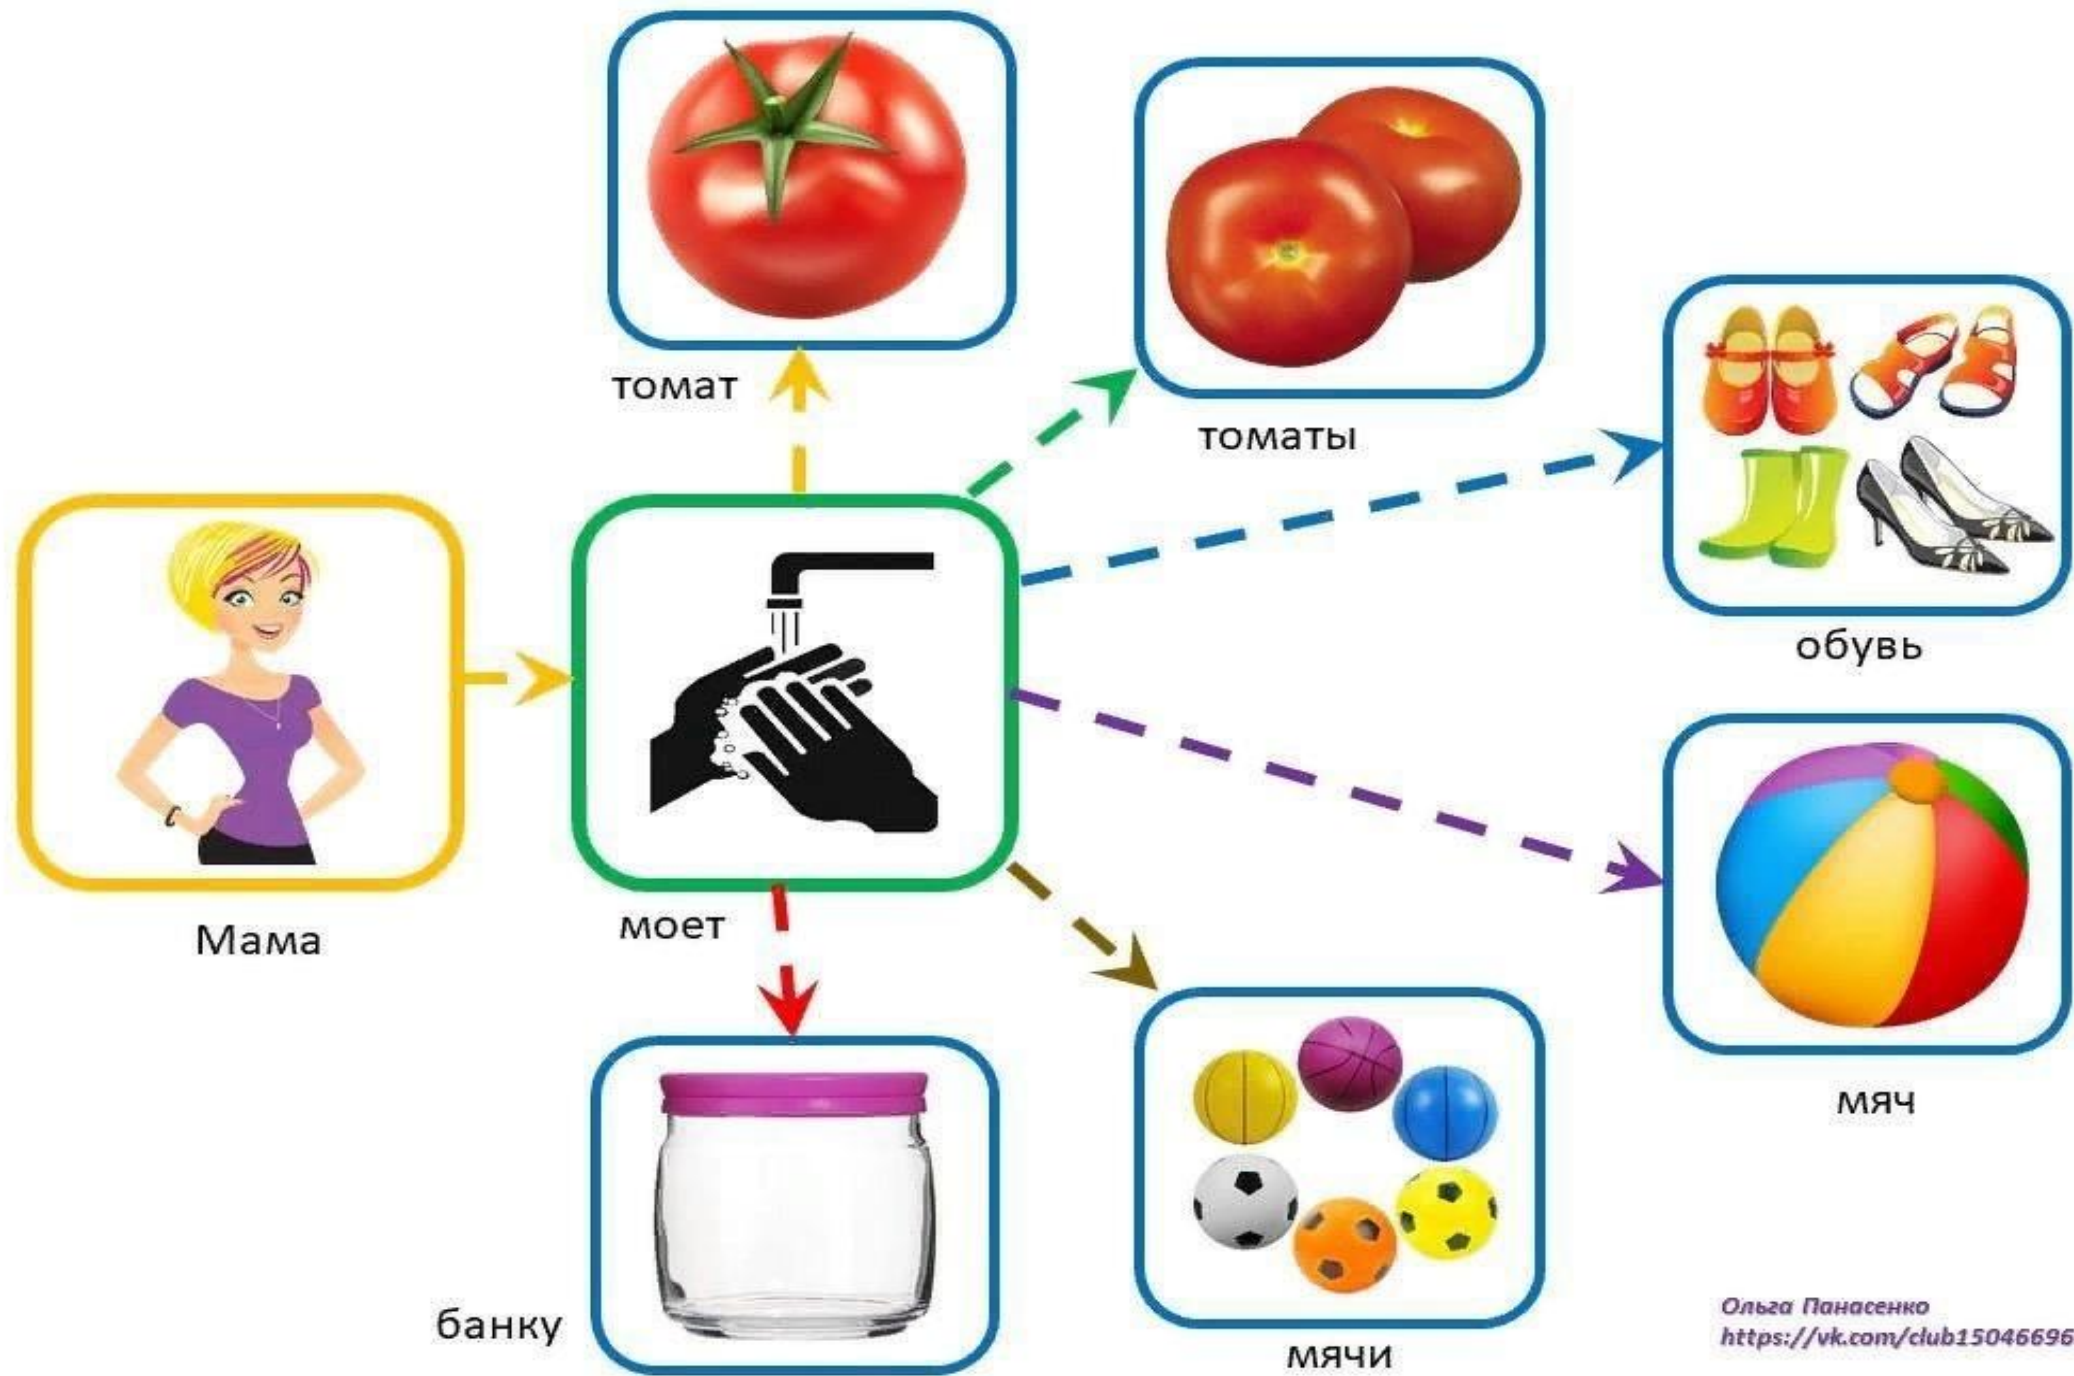 томат
томаты
обувь
Мама
моет
мяч
банку
мячи
Ольга Панасенко
https://vk.com/club15046696